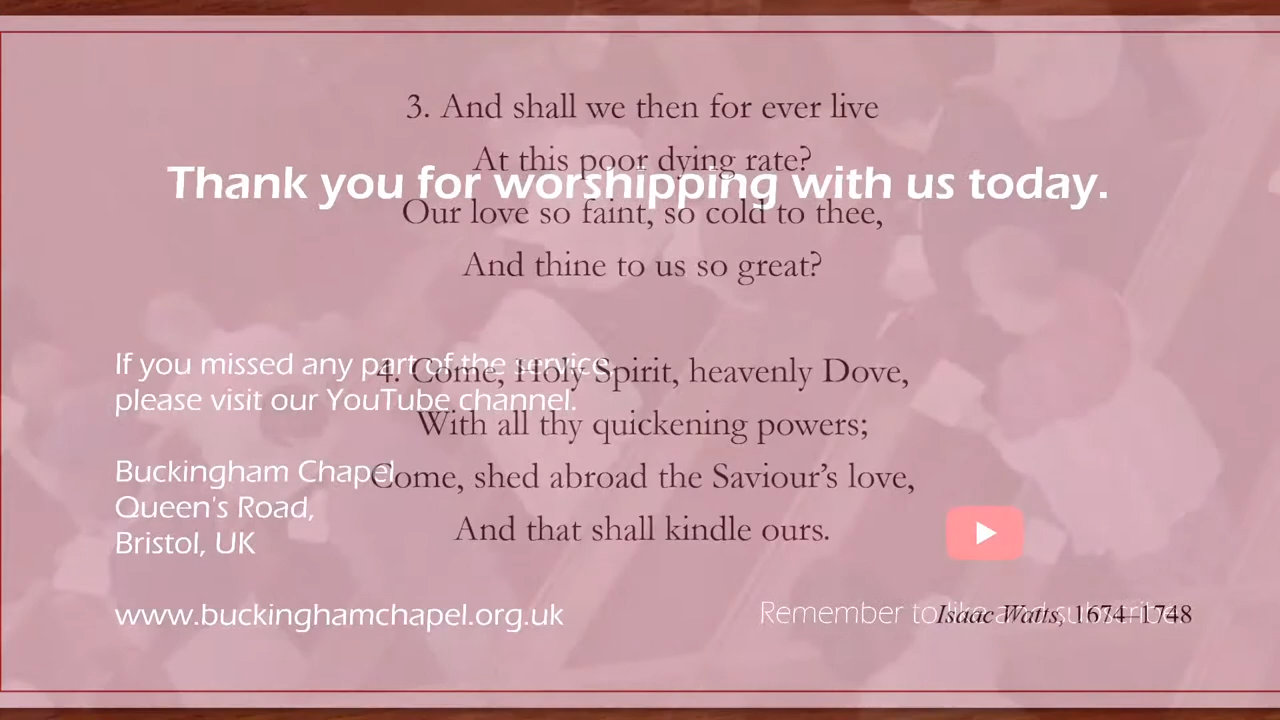 3. And shall we then for ever live
At this poor dying rate?
Our love so faint, so cold to thee,
And thine to us so great?
4. Come, Holy Spirit, heavenly Dove,
With all thy quickening powers;
Come, shed abroad the Saviour’s love,
And that shall kindle ours.
Isaac Watts, 1674-1748
Thank you for worshipping with us today.
If you missed any part of the service
please visit our YouTube channel.
Buckingham Chapel
Queen's Road,
Bristol, UK
www.buckinghamchapel.org.uk
Remember to like and subscribe